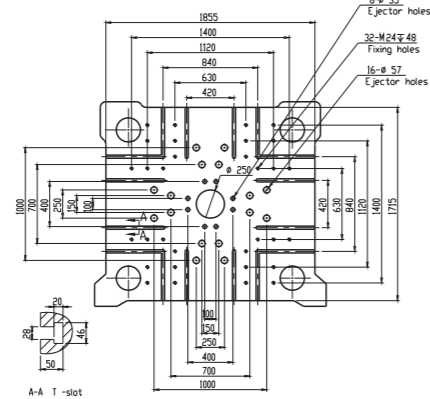 8-ø 35
Ejector holes
1855
1400
32-M24↧48
Fixing holes
1120
840
16-ø 57
Ejector holes
630
420
ø 250
1000
700
400
250
150
100
A
A
420
630
840
1120
1400
1715
20
28
46
50
100
150
250
400
700
1000
A-A T-slot